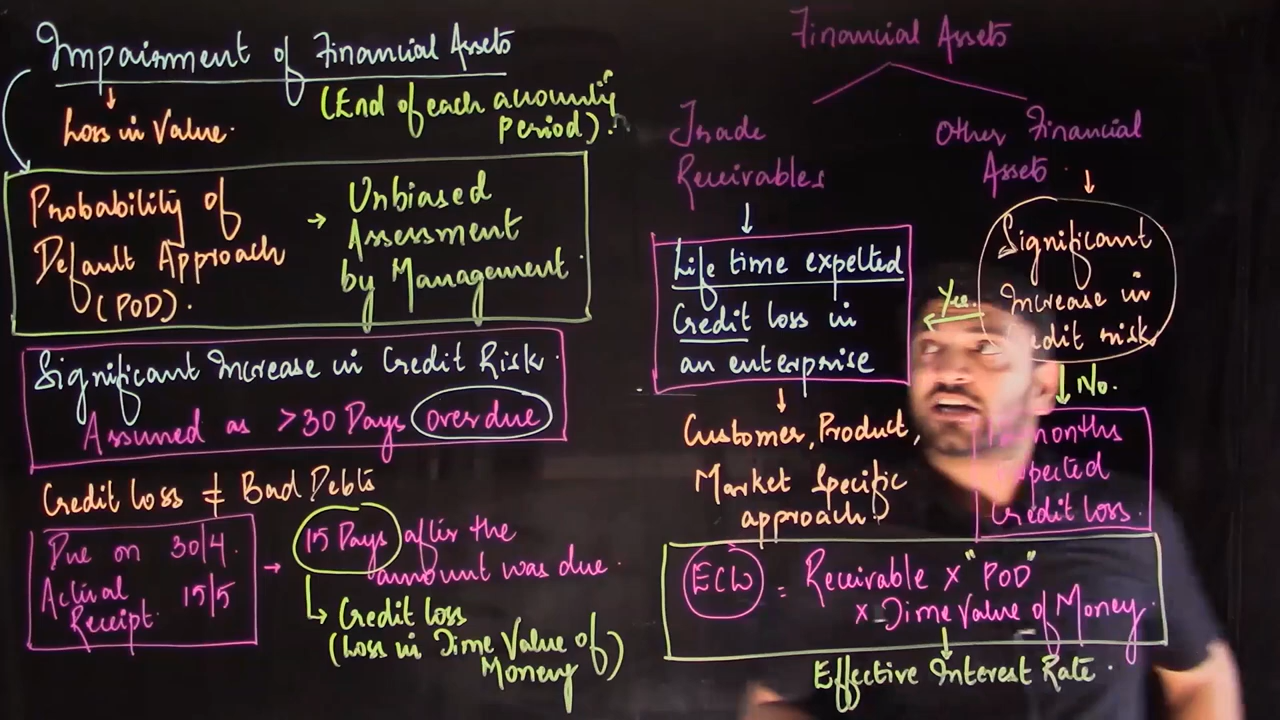 Impairment of Financial Assets
Loss in Value.
(End of each accounting
period).
Probability of
Default Approach
(POD).
→ Unbiased
Assessment
by Management.
Significant Increase in Credit Risk.
Assumed as >30 Days overdue
Credit loss ≠ Bad Debts
Due on 30/4.
Actual 15/5
Receipt.
→ 15 Days after the
amount was due.
Credit loss
(Loss in Time Value of
Money)
Financial Assets
Trade
Receivables
Other Financial
Assets.
Life time expected
Credit loss in
an enterprise
Significant
Increase in
Credit risk.
Yes.
No.
Customer, Product,
Market Specific
approach.
months
Expected
Credit loss.
= Receivable × "POD"
× Time Value of Money.
Effective Interest Rate.